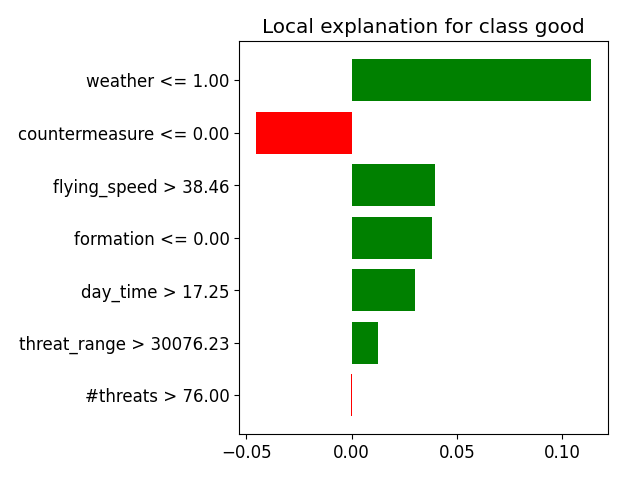 Local explanation for class good
weather <= 1.00
countermeasure <= 0.00
flying_speed > 38.46
formation <= 0.00
day_time > 17.25
threat_range > 30076.23
#threats > 76.00
−0.05 0.00 0.05 0.10